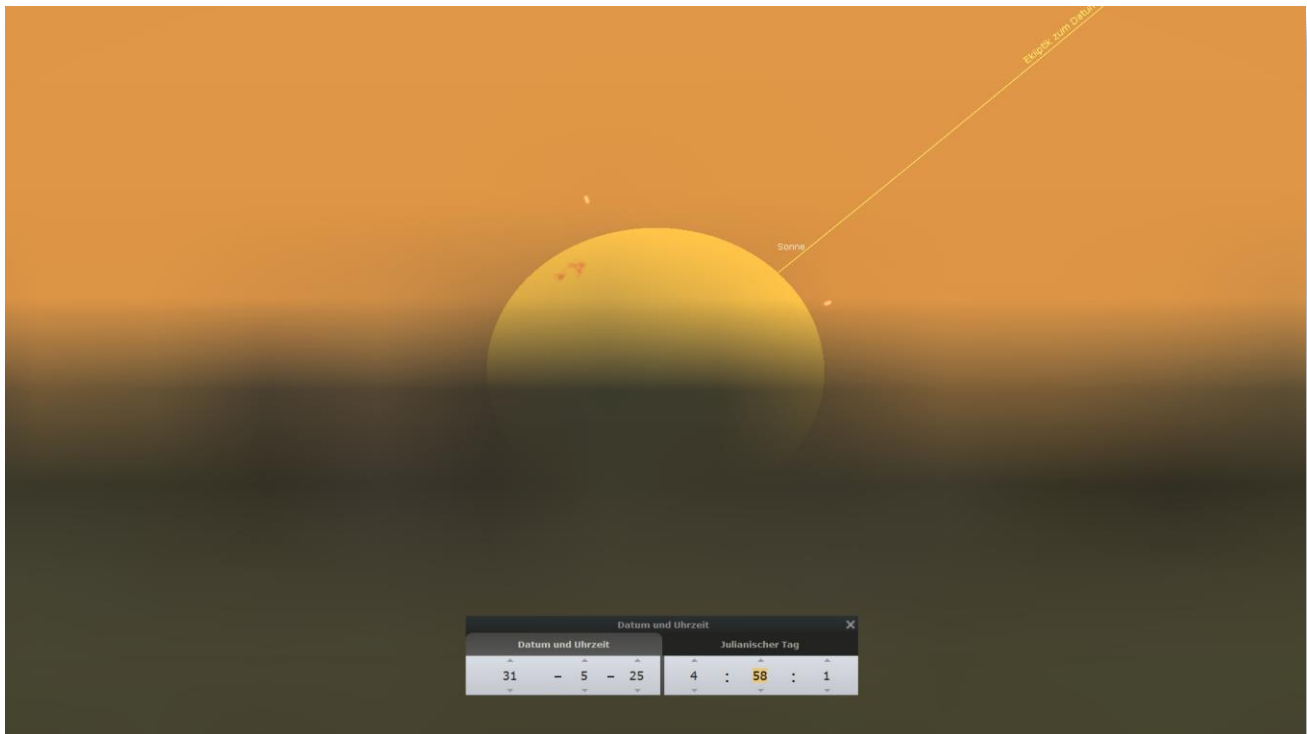 Ekliptik zum Datum
Sonne
Datum und Uhrzeit
Datum und Uhrzeit Julianischer Tag
31 - 5 - 25 4 : 58 : 1